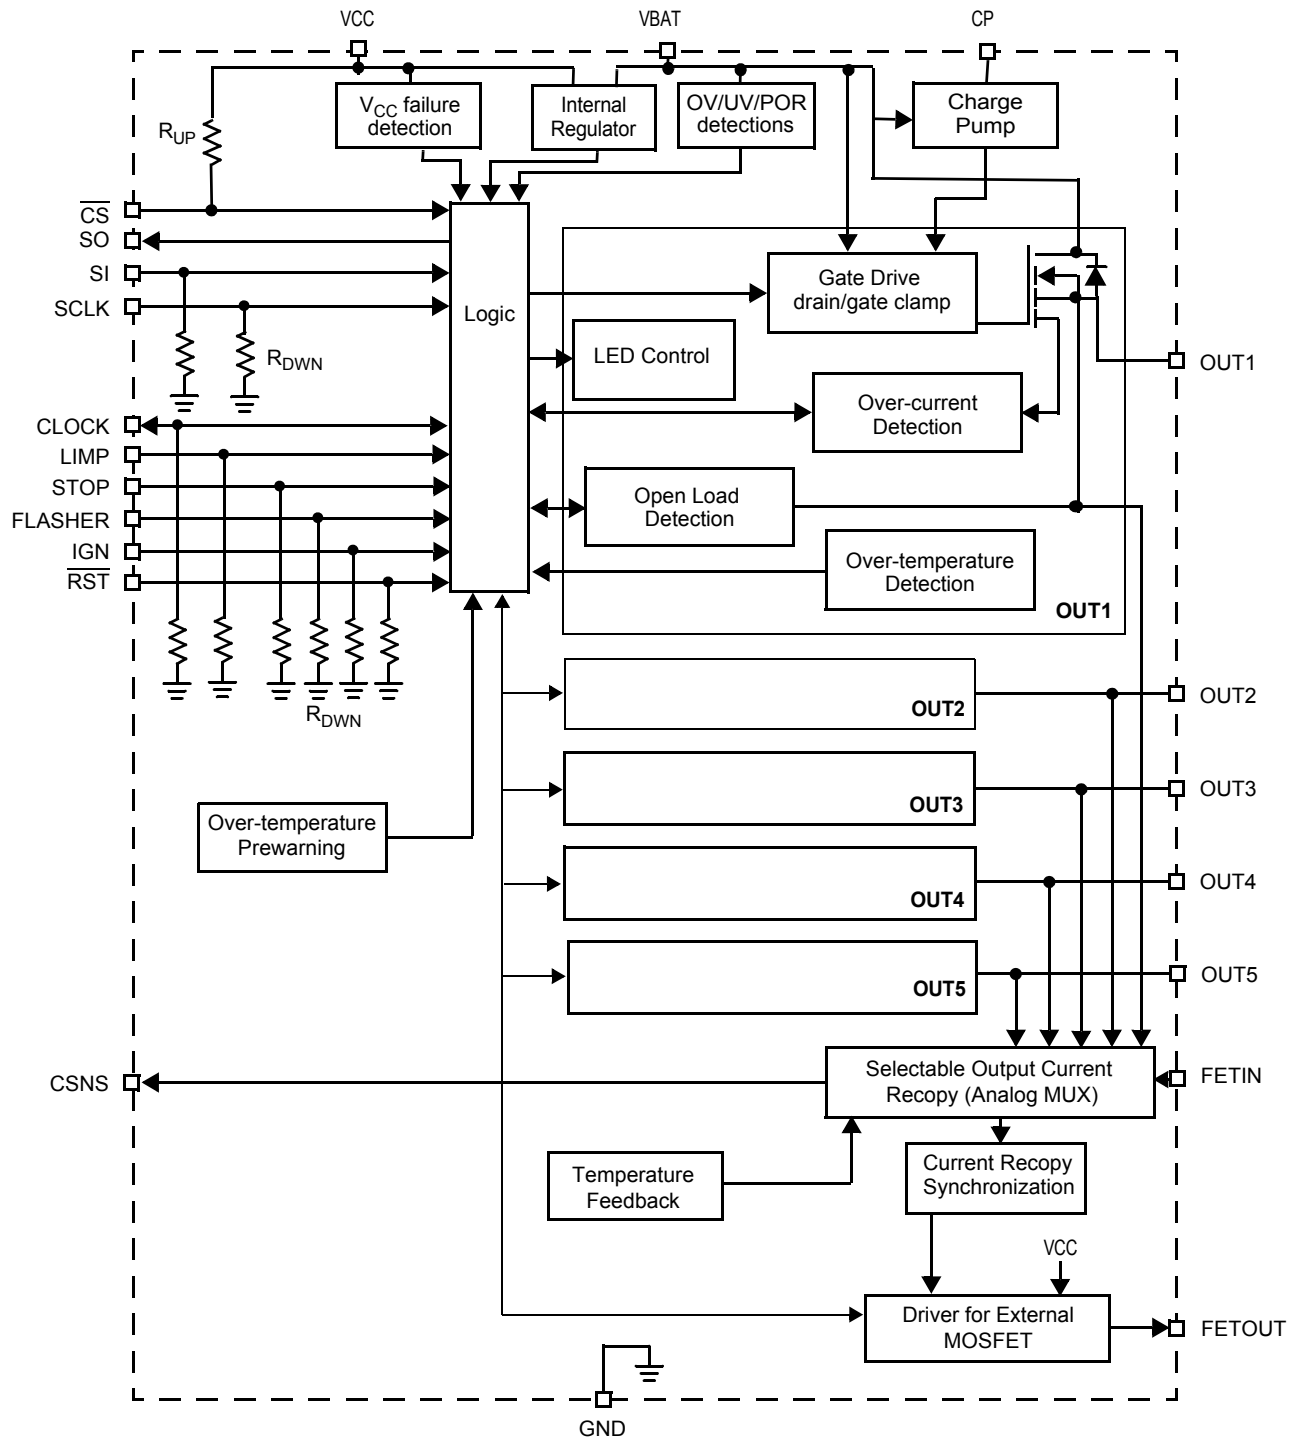 VCC
VBAT
CP
RUP
VCC failure
detection
Internal
Regulator
OV/UV/POR
detections
Charge
Pump
CS
SO
SI
SCLK
RDWN
Logic
Gate Drive
drain/gate clamp
LED Control
OUT1
Over-current
Detection
CLOCK
LIMP
STOP
FLASHER
IGN
RST
Open Load
Detection
Over-temperature
Detection
OUT1
RDWN
OUT2
OUT2
OUT3
OUT3
Over-temperature
Prewarning
OUT4
OUT4
OUT5
OUT5
CSNS
Selectable Output Current
Recopy (Analog MUX)
FETIN
Temperature
Feedback
Current Recopy
Synchronization
VCC
Driver for External
MOSFET
FETOUT
GND